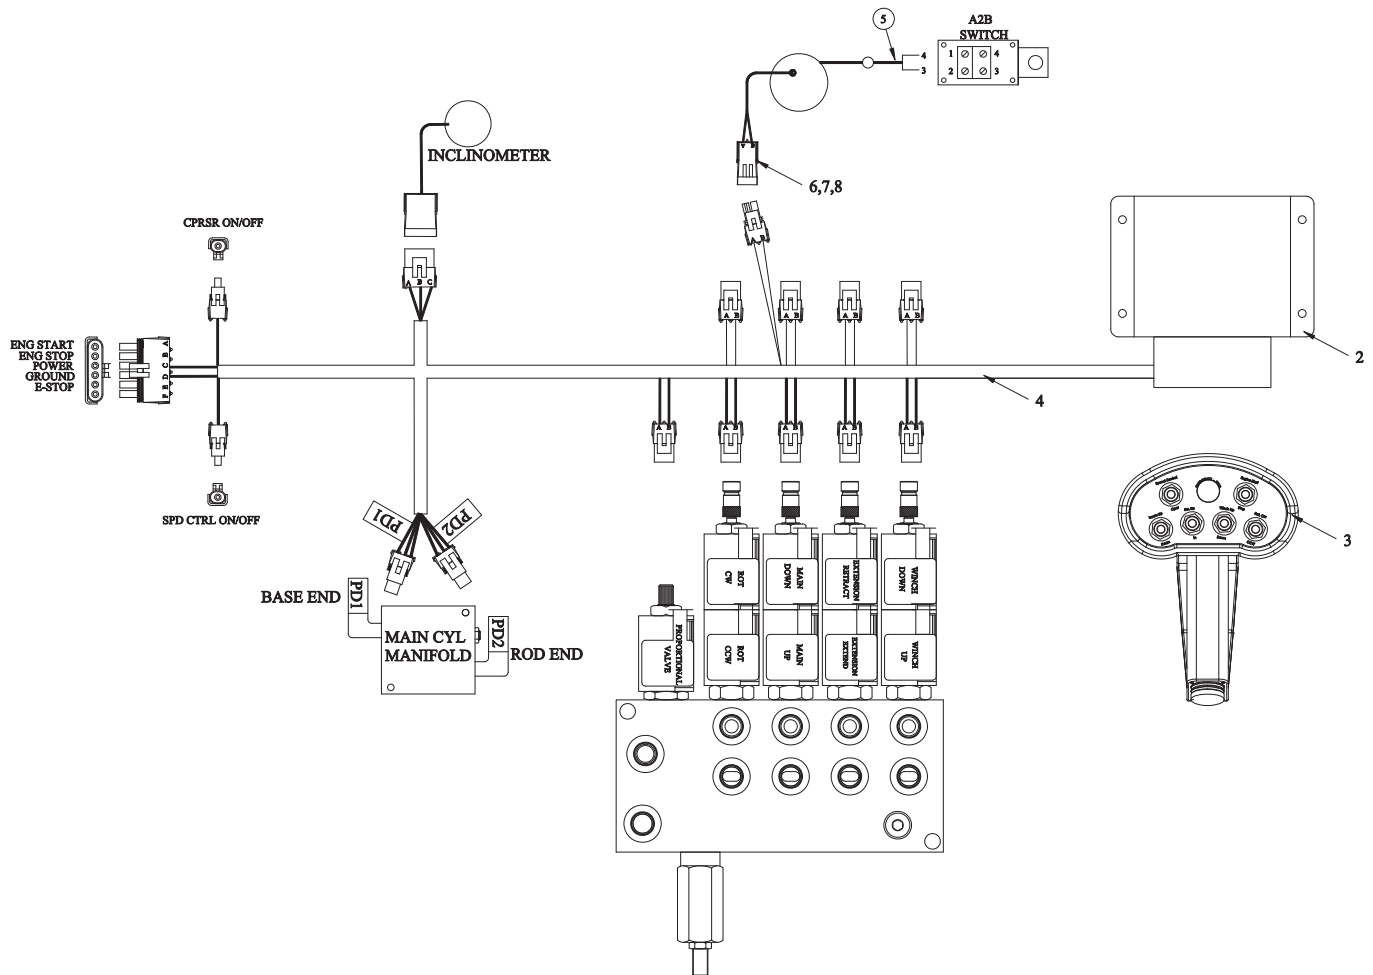 5
A2B
SWITCH
1
4
2
3
4
3
INCLINOMETER
A B
6,7,8
CPRSR ON/OFF
A B C
A B
A B
A B
A B
A B
ENG START
ENG STOP
POWER
GROUND
E-STOP
A
B
C
D
E
F
2
4
A B
A B
A B
A B
A B
SPD CTRL ON/OFF
PD1
PD2
3
BASE END
PD1
MAIN CYL
MANIFOLD
PD2
ROD END
PROPORTIONAL
VALVE
ROT
CW
MAIN
DOWN
EXTENSION
RETRACT
WINCH
DOWN
ROT
CCW
MAIN
UP
EXTENSION
EXTEND
WINCH
UP